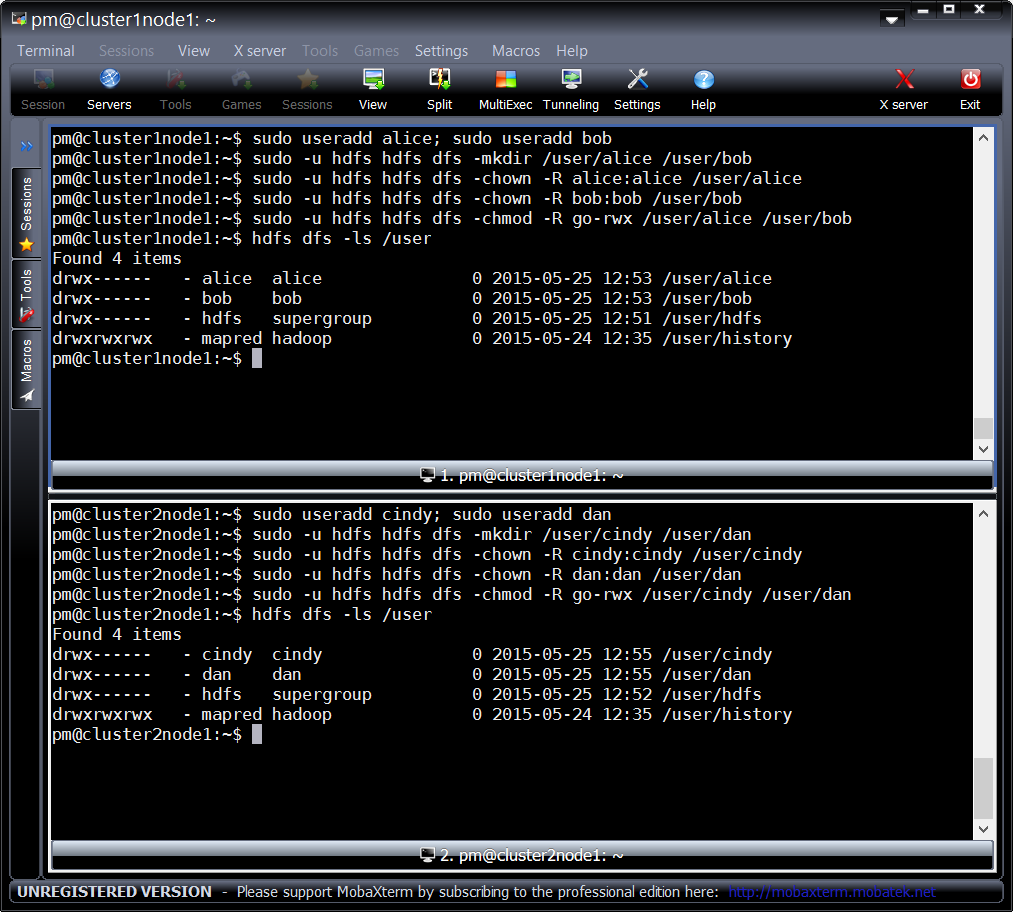 pm@cluster1node1: ~
Terminal Sessions View X server Tools Games Settings Macros Help
Session Servers Tools Games Sessions View Split MultiExec Tunneling Settings Help X server Exit
Sessions
Tools
Macros
pm@cluster1node1:~$ sudo useradd alice; sudo useradd bob
pm@cluster1node1:~$ sudo -u hdfs hdfs dfs -mkdir /user/alice /user/bob
pm@cluster1node1:~$ sudo -u hdfs hdfs dfs -chown -R alice:alice /user/alice
pm@cluster1node1:~$ sudo -u hdfs hdfs dfs -chown -R bob:bob /user/bob
pm@cluster1node1:~$ sudo -u hdfs hdfs dfs -chmod -R go-rwx /user/alice /user/bob
pm@cluster1node1:~$ hdfs dfs -ls /user
Found 4 items
drwx------   - alice  alice               0 2015-05-25 12:53 /user/alice
drwx------   - bob    bob                 0 2015-05-25 12:53 /user/bob
drwx------   - hdfs   supergroup          0 2015-05-25 12:51 /user/hdfs
drwxrwxrwx   - mapred hadoop              0 2015-05-24 12:35 /user/history
pm@cluster1node1:~$
1. pm@cluster1node1: ~
pm@cluster2node1:~$ sudo useradd cindy; sudo useradd dan
pm@cluster2node1:~$ sudo -u hdfs hdfs dfs -mkdir /user/cindy /user/dan
pm@cluster2node1:~$ sudo -u hdfs hdfs dfs -chown -R cindy:cindy /user/cindy
pm@cluster2node1:~$ sudo -u hdfs hdfs dfs -chown -R dan:dan /user/dan
pm@cluster2node1:~$ sudo -u hdfs hdfs dfs -chmod -R go-rwx /user/cindy /user/dan
pm@cluster2node1:~$ hdfs dfs -ls /user
Found 4 items
drwx------   - cindy  cindy               0 2015-05-25 12:55 /user/cindy
drwx------   - dan    dan                 0 2015-05-25 12:55 /user/dan
drwx------   - hdfs   supergroup          0 2015-05-25 12:52 /user/hdfs
drwxrwxrwx   - mapred hadoop              0 2015-05-24 12:35 /user/history
pm@cluster2node1:~$
2. pm@cluster2node1: ~
UNREGISTERED VERSION - Please support MobaXterm by subscribing to the professional edition here: http://mobaxterm.mobatek.net